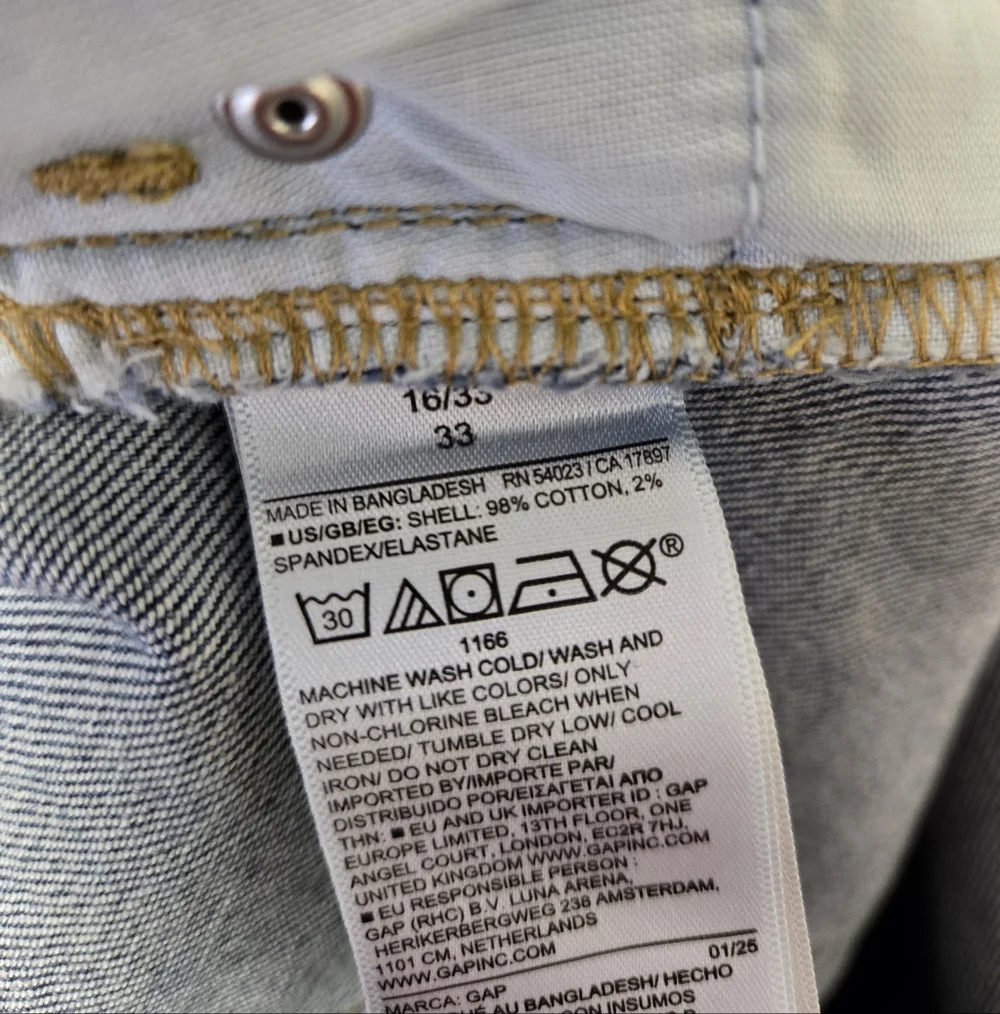 16/33
33
MADE IN BANGLADESH RN 54023 / CA 17897
■ US/GB/EG: SHELL: 98% COTTON, 2%
SPANDEX/ELASTANE
30
®
1166
MACHINE WASH COLD/ WASH AND
DRY WITH LIKE COLORS/ ONLY
NON-CHLORINE BLEACH WHEN
NEEDED/ TUMBLE DRY LOW/ COOL
IRON/ DO NOT DRY CLEAN
IMPORTED BY/IMPORTE PAR/
DISTRIBUIDO POR/ΕΙΣΑΓΕΤΑΙ ΑΠΟ
ΤΗΝ: ■ EU AND UK IMPORTER ID : GAP
EUROPE LIMITED, 13TH FLOOR, ONE
ANGEL COURT, LONDON, EC2R 7HJ,
UNITED KINGDOM WWW.GAPINC.COM
■ EU RESPONSIBLE PERSON :
GAP (RHC) B.V. LUNA ARENA,
HERIKERBERGWEG 238 AMSTERDAM,
1101 CM, NETHERLANDS
WWW.GAPINC.COM
01/25
MARCA: GAP
AU BANGLADESH/ HECHO
CON INSUMOS